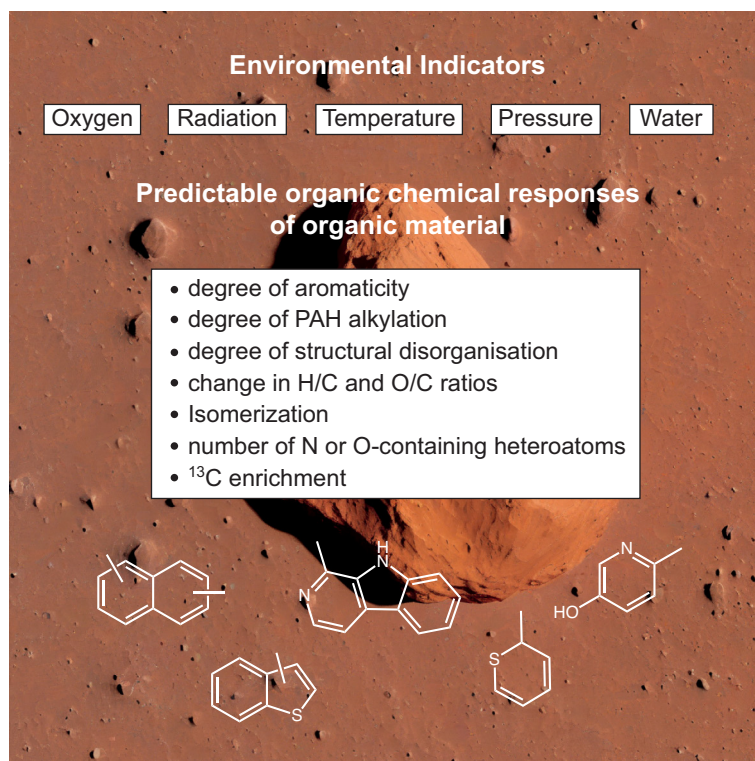 Environmental Indicators
Oxygen Radiation Temperature Pressure Water
Predictable organic chemical responses
of organic material
• degree of aromaticity
• degree of PAH alkylation
• degree of structural disorganisation
• change in H/C and O/C ratios
• Isomerization
• number of N or O-containing heteroatoms
• ¹³C enrichment
H
N
N
N
HO
S
S